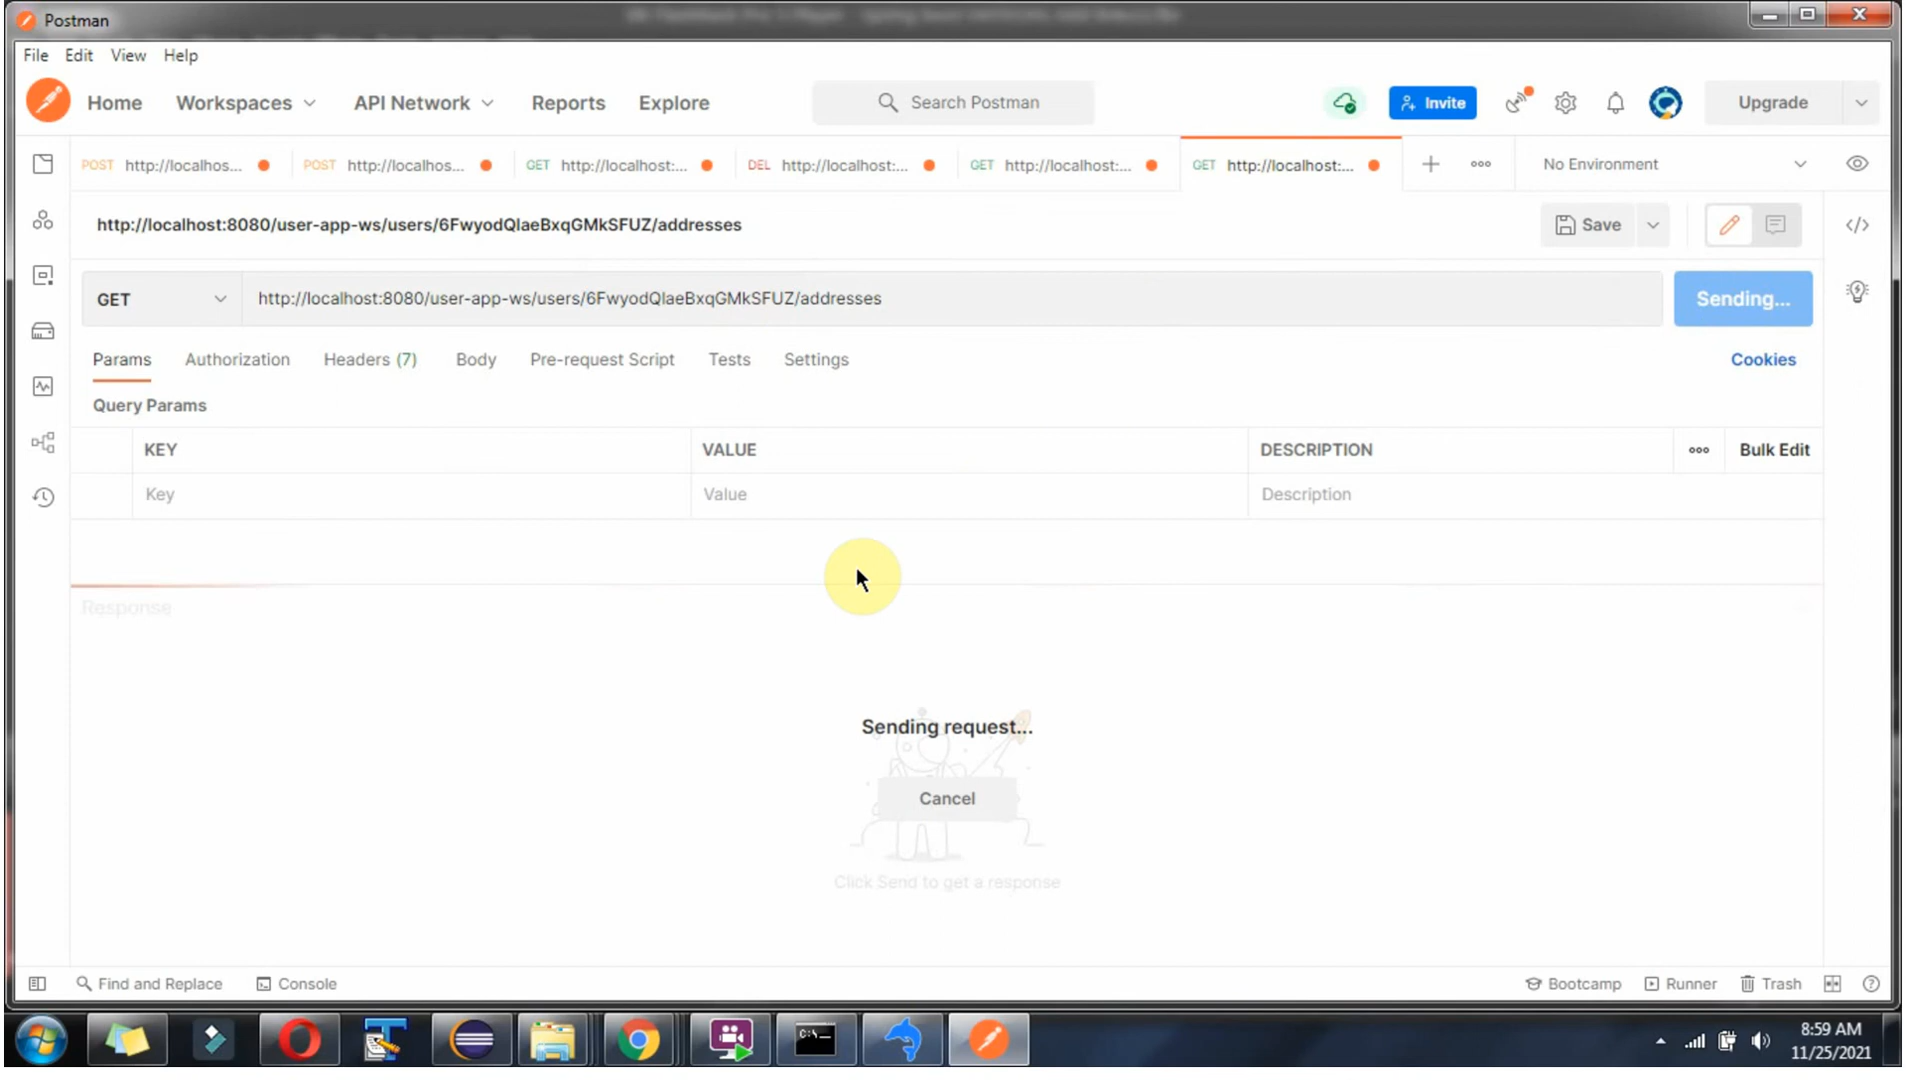 Postman
File Edit View Help
Home Workspaces API Network Reports Explore Search Postman Invite Upgrade
POST http://localhos... POST http://localhos... GET http://localhost:... DEL http://localhost:... GET http://localhost:... GET http://localhost:... No Environment
http://localhost:8080/user-app-ws/users/6FwyodQlaeBxqGMkSFUZ/addresses Save
GET http://localhost:8080/user-app-ws/users/6FwyodQlaeBxqGMkSFUZ/addresses Sending...
Params Authorization Headers (7) Body Pre-request Script Tests Settings Cookies
Query Params
KEY VALUE DESCRIPTION Bulk Edit
Key Value Description
Response
Sending request...
Cancel
Click Send to get a response
Find and Replace Console Bootcamp Runner Trash
C:\_
8:59 AM
11/25/2021